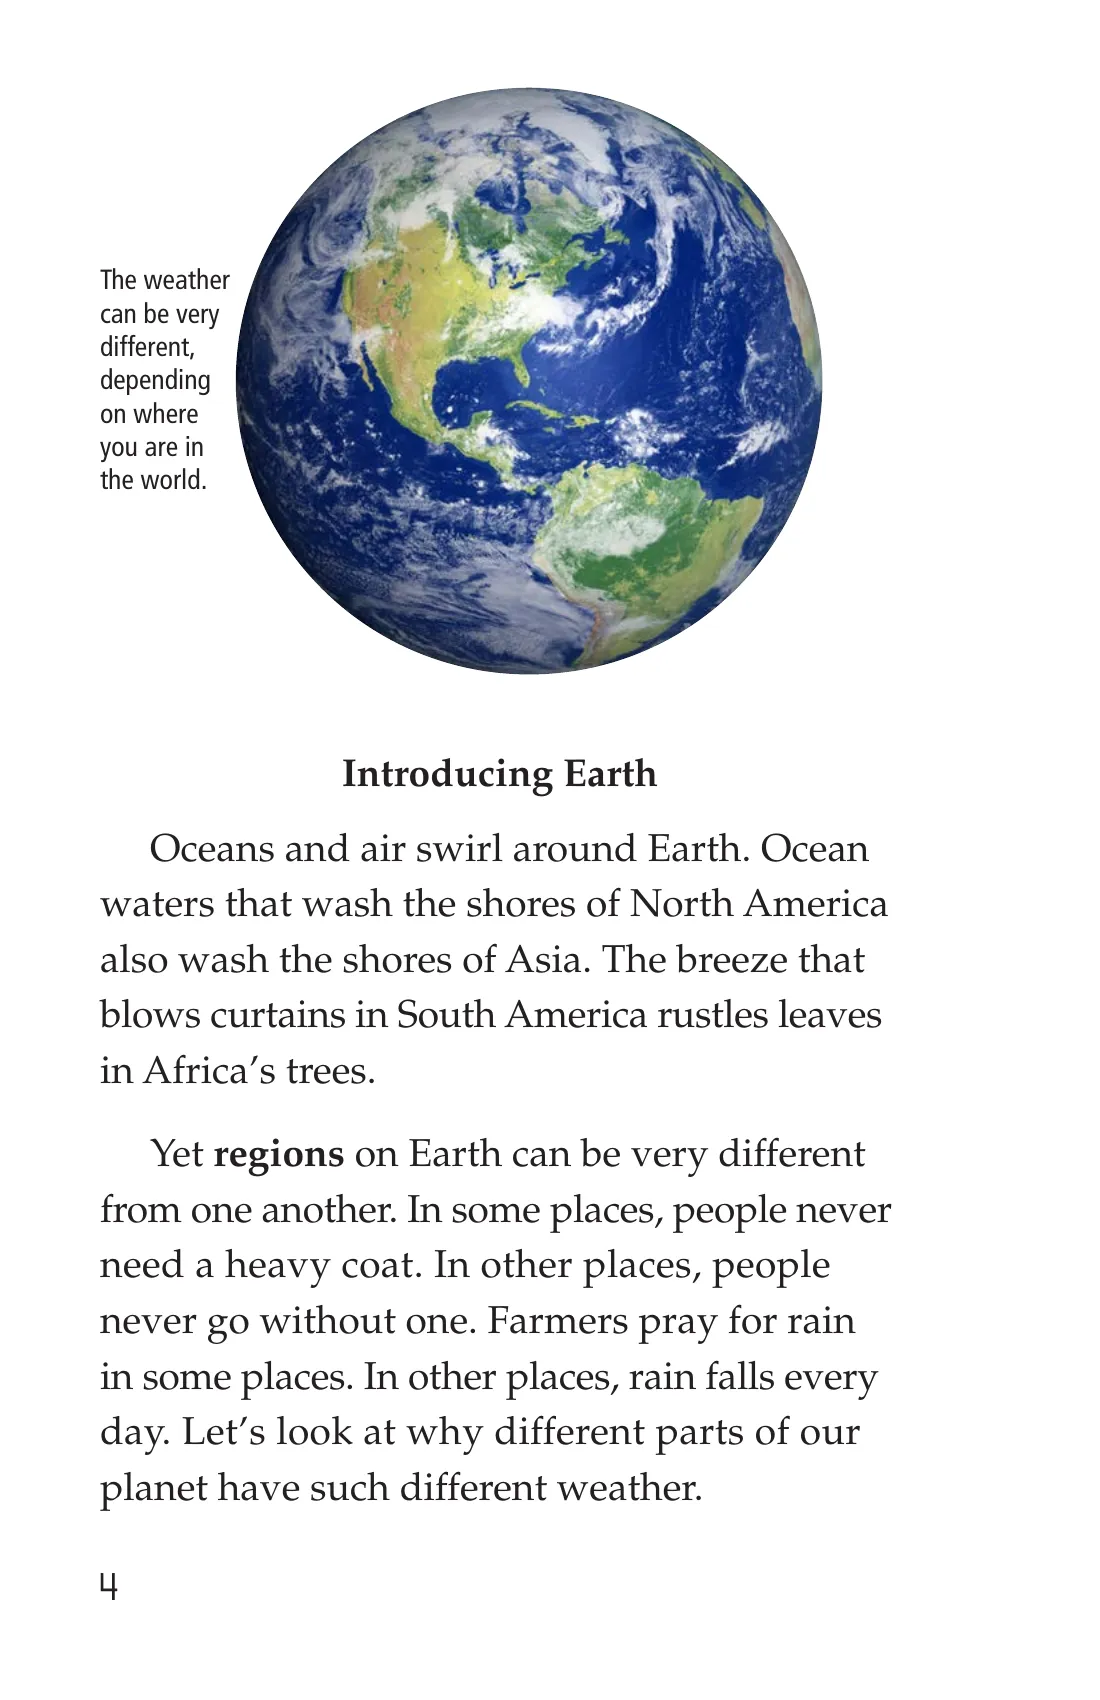 The weather
can be very
different,
depending
on where
you are in
the world.
Introducing Earth
Oceans and air swirl around Earth. Ocean
waters that wash the shores of North America
also wash the shores of Asia. The breeze that
blows curtains in South America rustles leaves
in Africa’s trees.
Yet regions on Earth can be very different
from one another. In some places, people never
need a heavy coat. In other places, people
never go without one. Farmers pray for rain
in some places. In other places, rain falls every
day. Let’s look at why different parts of our
planet have such different weather.
4